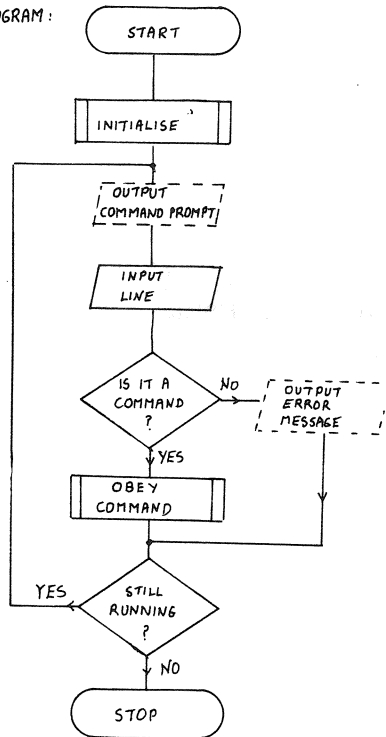 OGRAM:
START
INITIALISE
OUTPUT
COMMAND PROMPT
INPUT
LINE
IS IT A
COMMAND
?
NO
OUTPUT
ERROR
MESSAGE
YES
OBEY
COMMAND
YES
STILL
RUNNING
?
NO
STOP